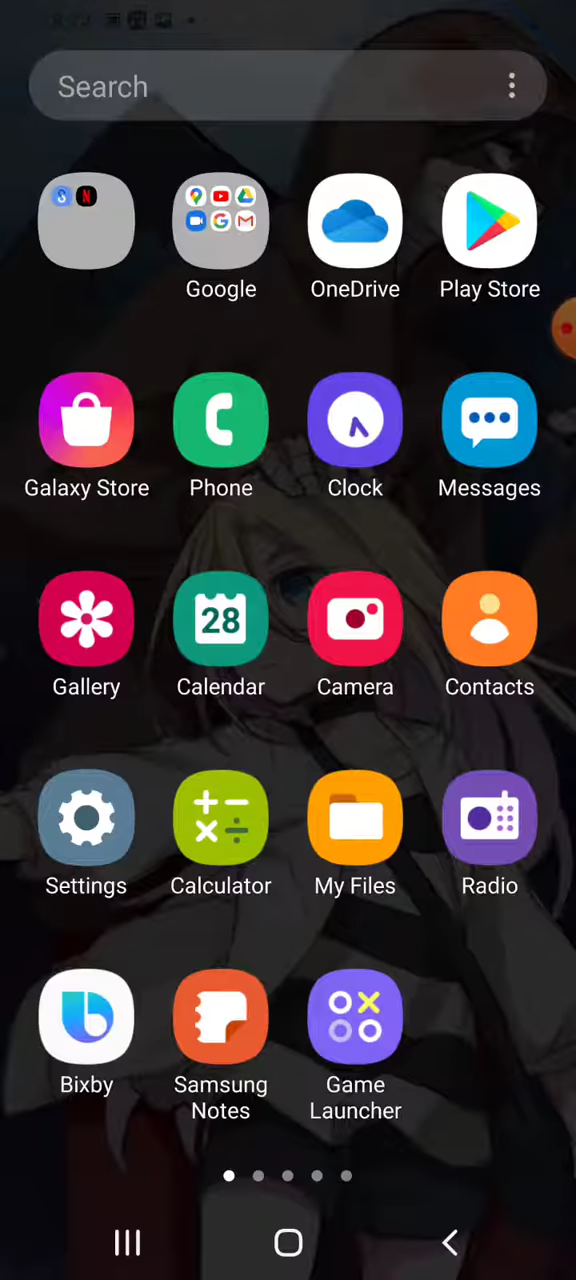 Search
Google
OneDrive
Play Store
Galaxy Store
Phone
Clock
Messages
Gallery
28
Calendar
Camera
Contacts
Settings
Calculator
My Files
Radio
Bixby
Samsung
Notes
Game
Launcher